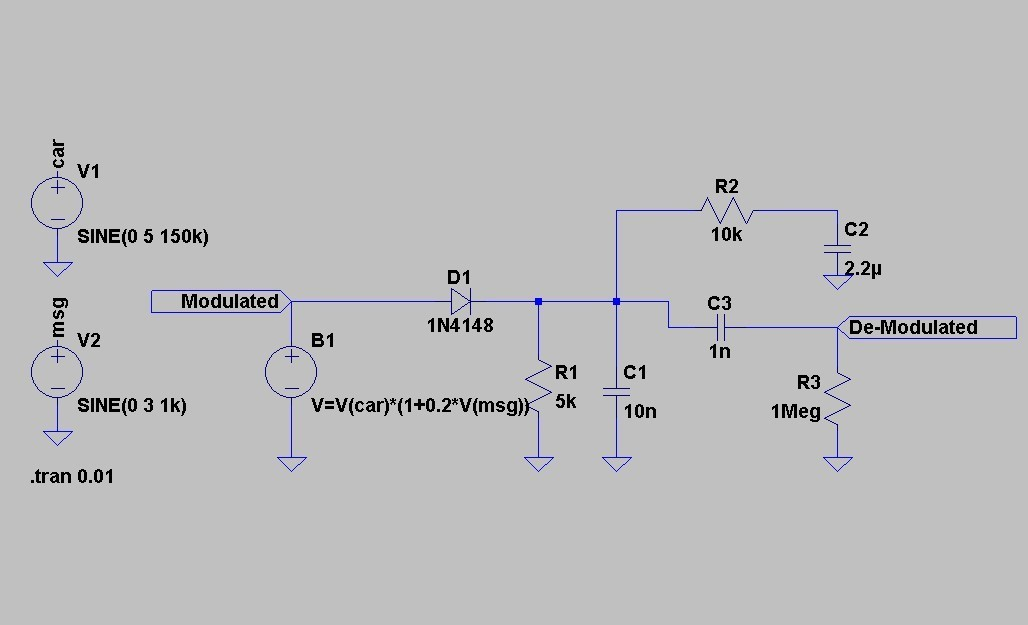 car
V1
SINE(0 5 150k)
msg
V2
SINE(0 3 1k)
.tran 0.01
Modulated
B1
V=V(car)*(1+0.2*V(msg))
D1
1N4148
R1
5k
C1
10n
R2
10k
C2
2.2µ
C3
1n
De-Modulated
R3
1Meg